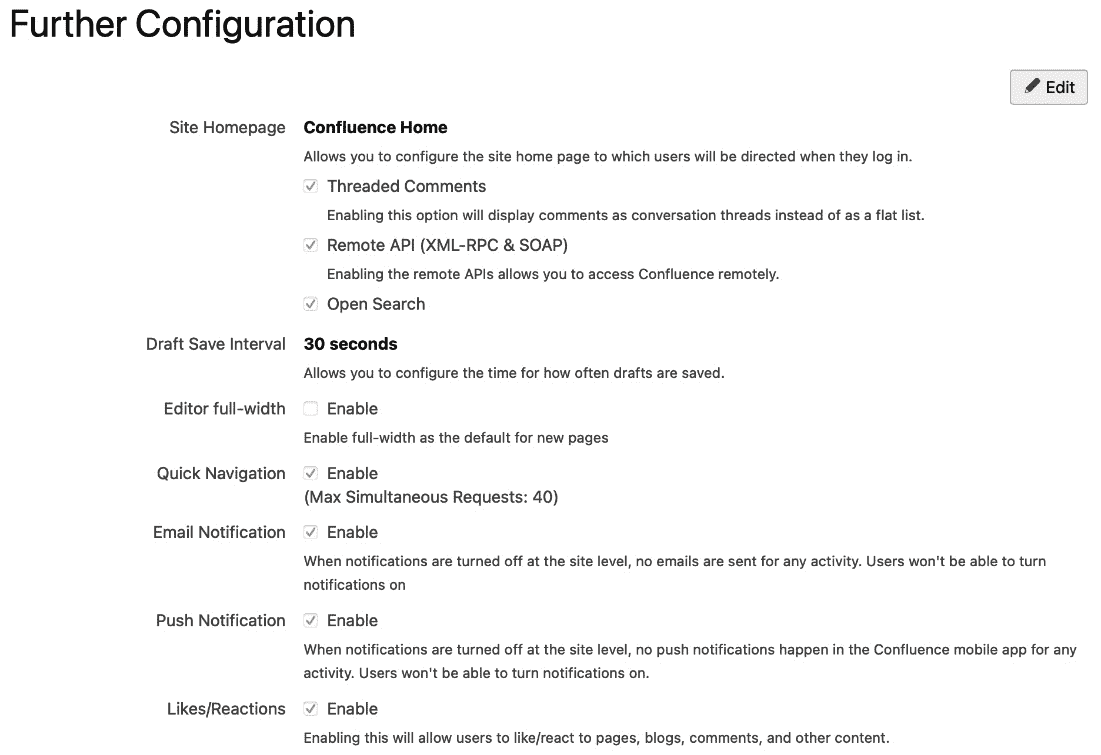 Further Configuration
Edit
Site Homepage Confluence Home
Allows you to configure the site home page to which users will be directed when they log in.
Threaded Comments
Enabling this option will display comments as conversation threads instead of as a flat list.
Remote API (XML-RPC & SOAP)
Enabling the remote APIs allows you to access Confluence remotely.
Open Search
Draft Save Interval 30 seconds
Allows you to configure the time for how often drafts are saved.
Editor full-width Enable
Enable full-width as the default for new pages
Quick Navigation Enable
(Max Simultaneous Requests: 40)
Email Notification Enable
When notifications are turned off at the site level, no emails are sent for any activity. Users won't be able to turn
notifications on
Push Notification Enable
When notifications are turned off at the site level, no push notifications happen in the Confluence mobile app for any
activity. Users won't be able to turn notifications on.
Likes/Reactions Enable
Enabling this will allow users to like/react to pages, blogs, comments, and other content.